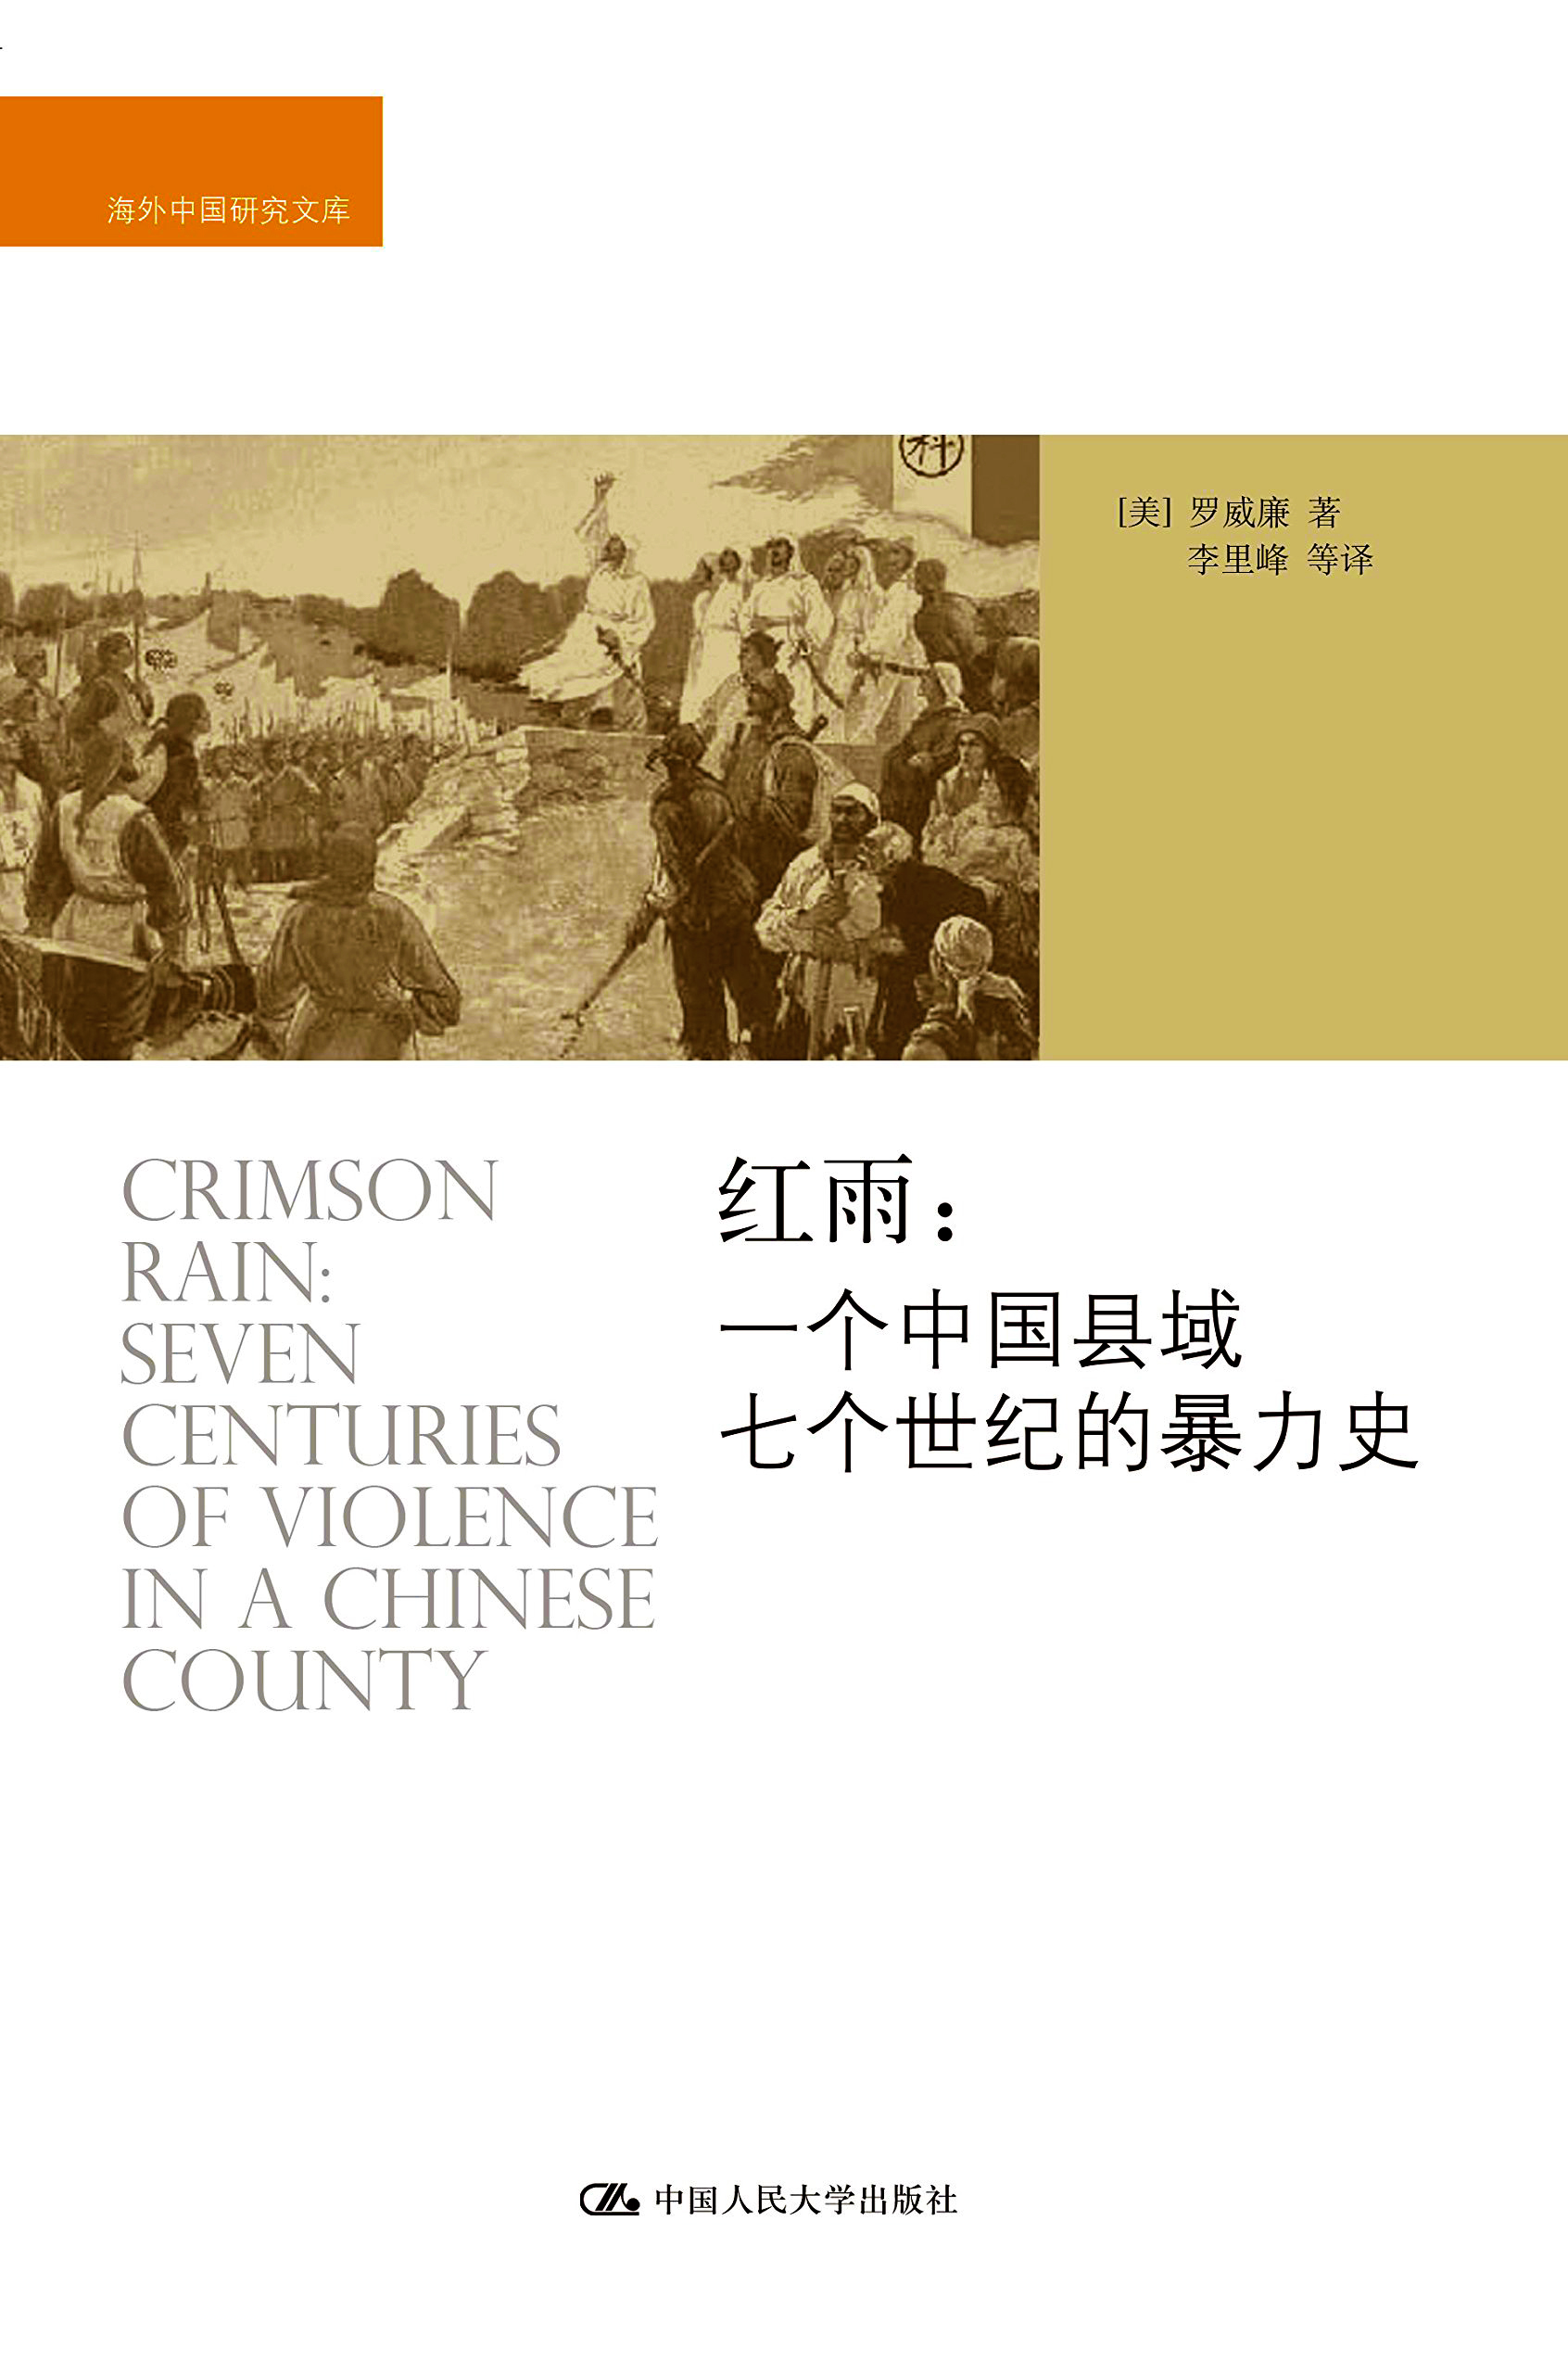 海外中国研究文库
科
[美] 罗威廉 著
李里峰 等译
CRIMSON
RAIN:
SEVEN
CENTURIES
OF VIOLENCE
IN A CHINESE
COUNTY
红雨：
一个中国县域
七个世纪的暴力史
中国人民大学出版社